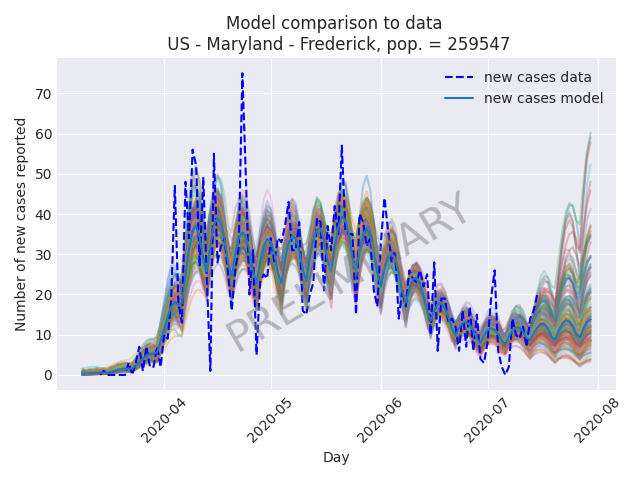 Model comparison to data
US - Maryland - Frederick, pop. = 259547
new cases data
new cases model
Number of new cases reported
70
60
50
40
30
20
10
0
PRELIMINARY
2020-04
2020-05
2020-06
2020-07
2020-08
Day